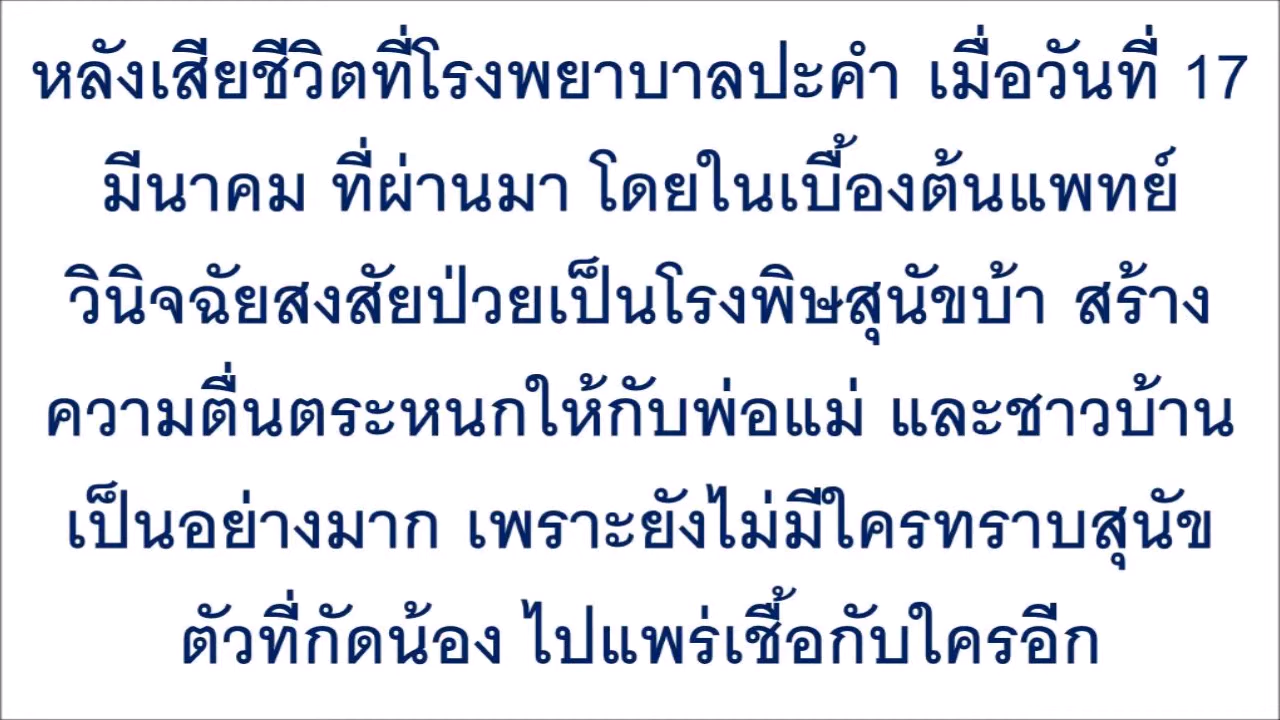 หลังเสียชีวิตที่โรงพยาบาลปะคำ เมื่อวันที่ 17
มีนาคม ที่ผ่านมา โดยในเบื้องต้นแพทย์
วินิจฉัยสงสัยป่วยเป็นโรงพิษสุนัขบ้า สร้าง
ความตื่นตระหนกให้กับพ่อแม่ และชาวบ้าน
เป็นอย่างมาก เพราะยังไม่มีใครทราบสุนัข
ตัวที่กัดน้อง ไปแพร่เชื้อกับใครอีก